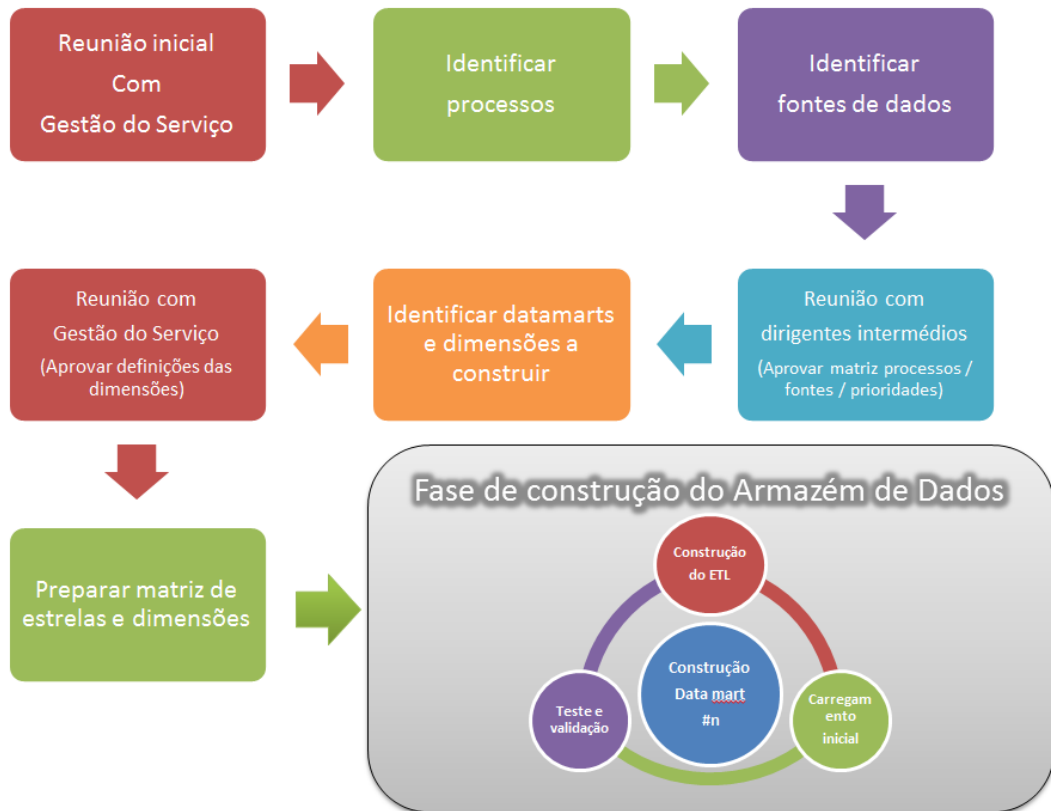 Reunião inicial
Com
Gestão do Serviço
Identificar
processos
Identificar
fontes de dados
Reunião com
dirigentes intermédios
(Aprovar matriz processos /
fontes / prioridades)
Identificar datamarts
e dimensões a
construir
Reunião com
Gestão do Serviço
(Aprovar definições das
dimensões)
Preparar matriz de
estrelas e dimensões
Fase de construção do Armazém de Dados
Construção
do ETL
Construção
Data mart
#n
Carregam
ento
inicial
Teste e
validação